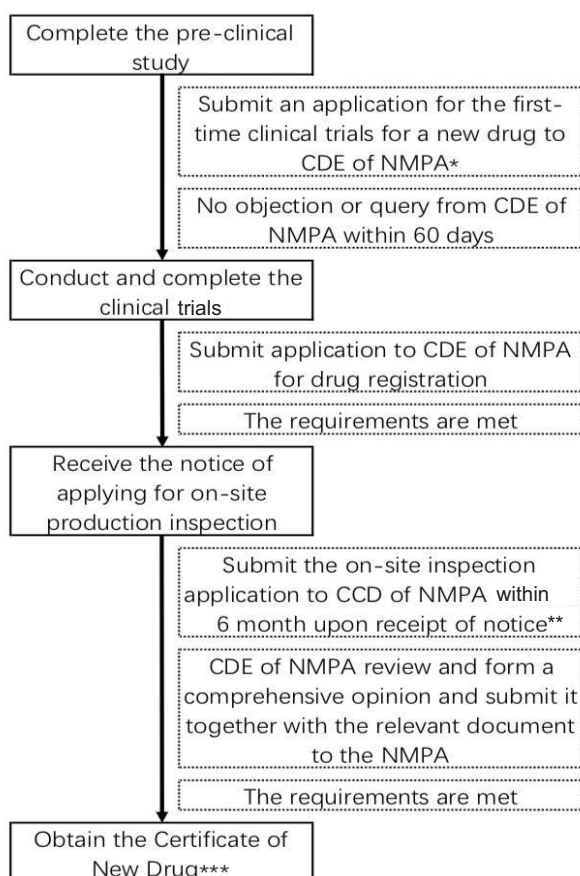 Complete the pre-clinical
study
Submit an application for the first-
time clinical trials for a new drug to
CDE of NMPA*
No objection or query from CDE of
NMPA within 60 days
Conduct and complete the
clinical trials
Submit application to CDE of NMPA
for drug registration
The requirements are met
Receive the notice of
applying for on-site
production inspection
Submit the on-site inspection
application to CCD of NMPA within
6 month upon receipt of notice**
CDE of NMPA review and form a
comprehensive opinion and submit it
together with the relevant document
to the NMPA
The requirements are met
Obtain the Certificate of
New Drug***